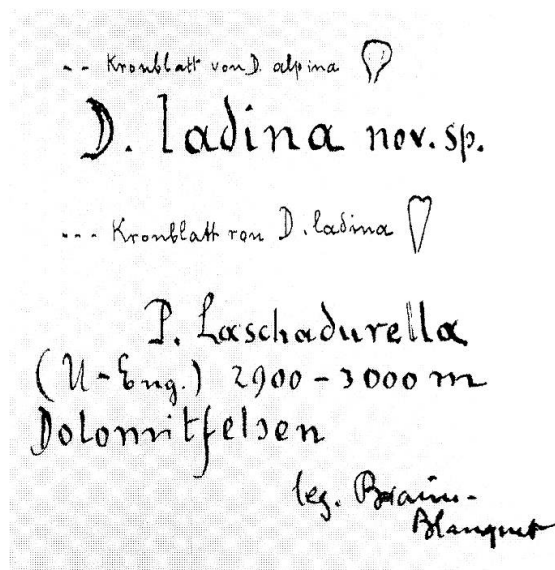 -- Kronblatt von D. alpina
D. ladina nov. sp.
--- Kronblatt von D. ladina
P. Laschadurella
(U-Eng.) 2900-3000 m
Dolomitfelsen
leg. Braun-
Blanquet